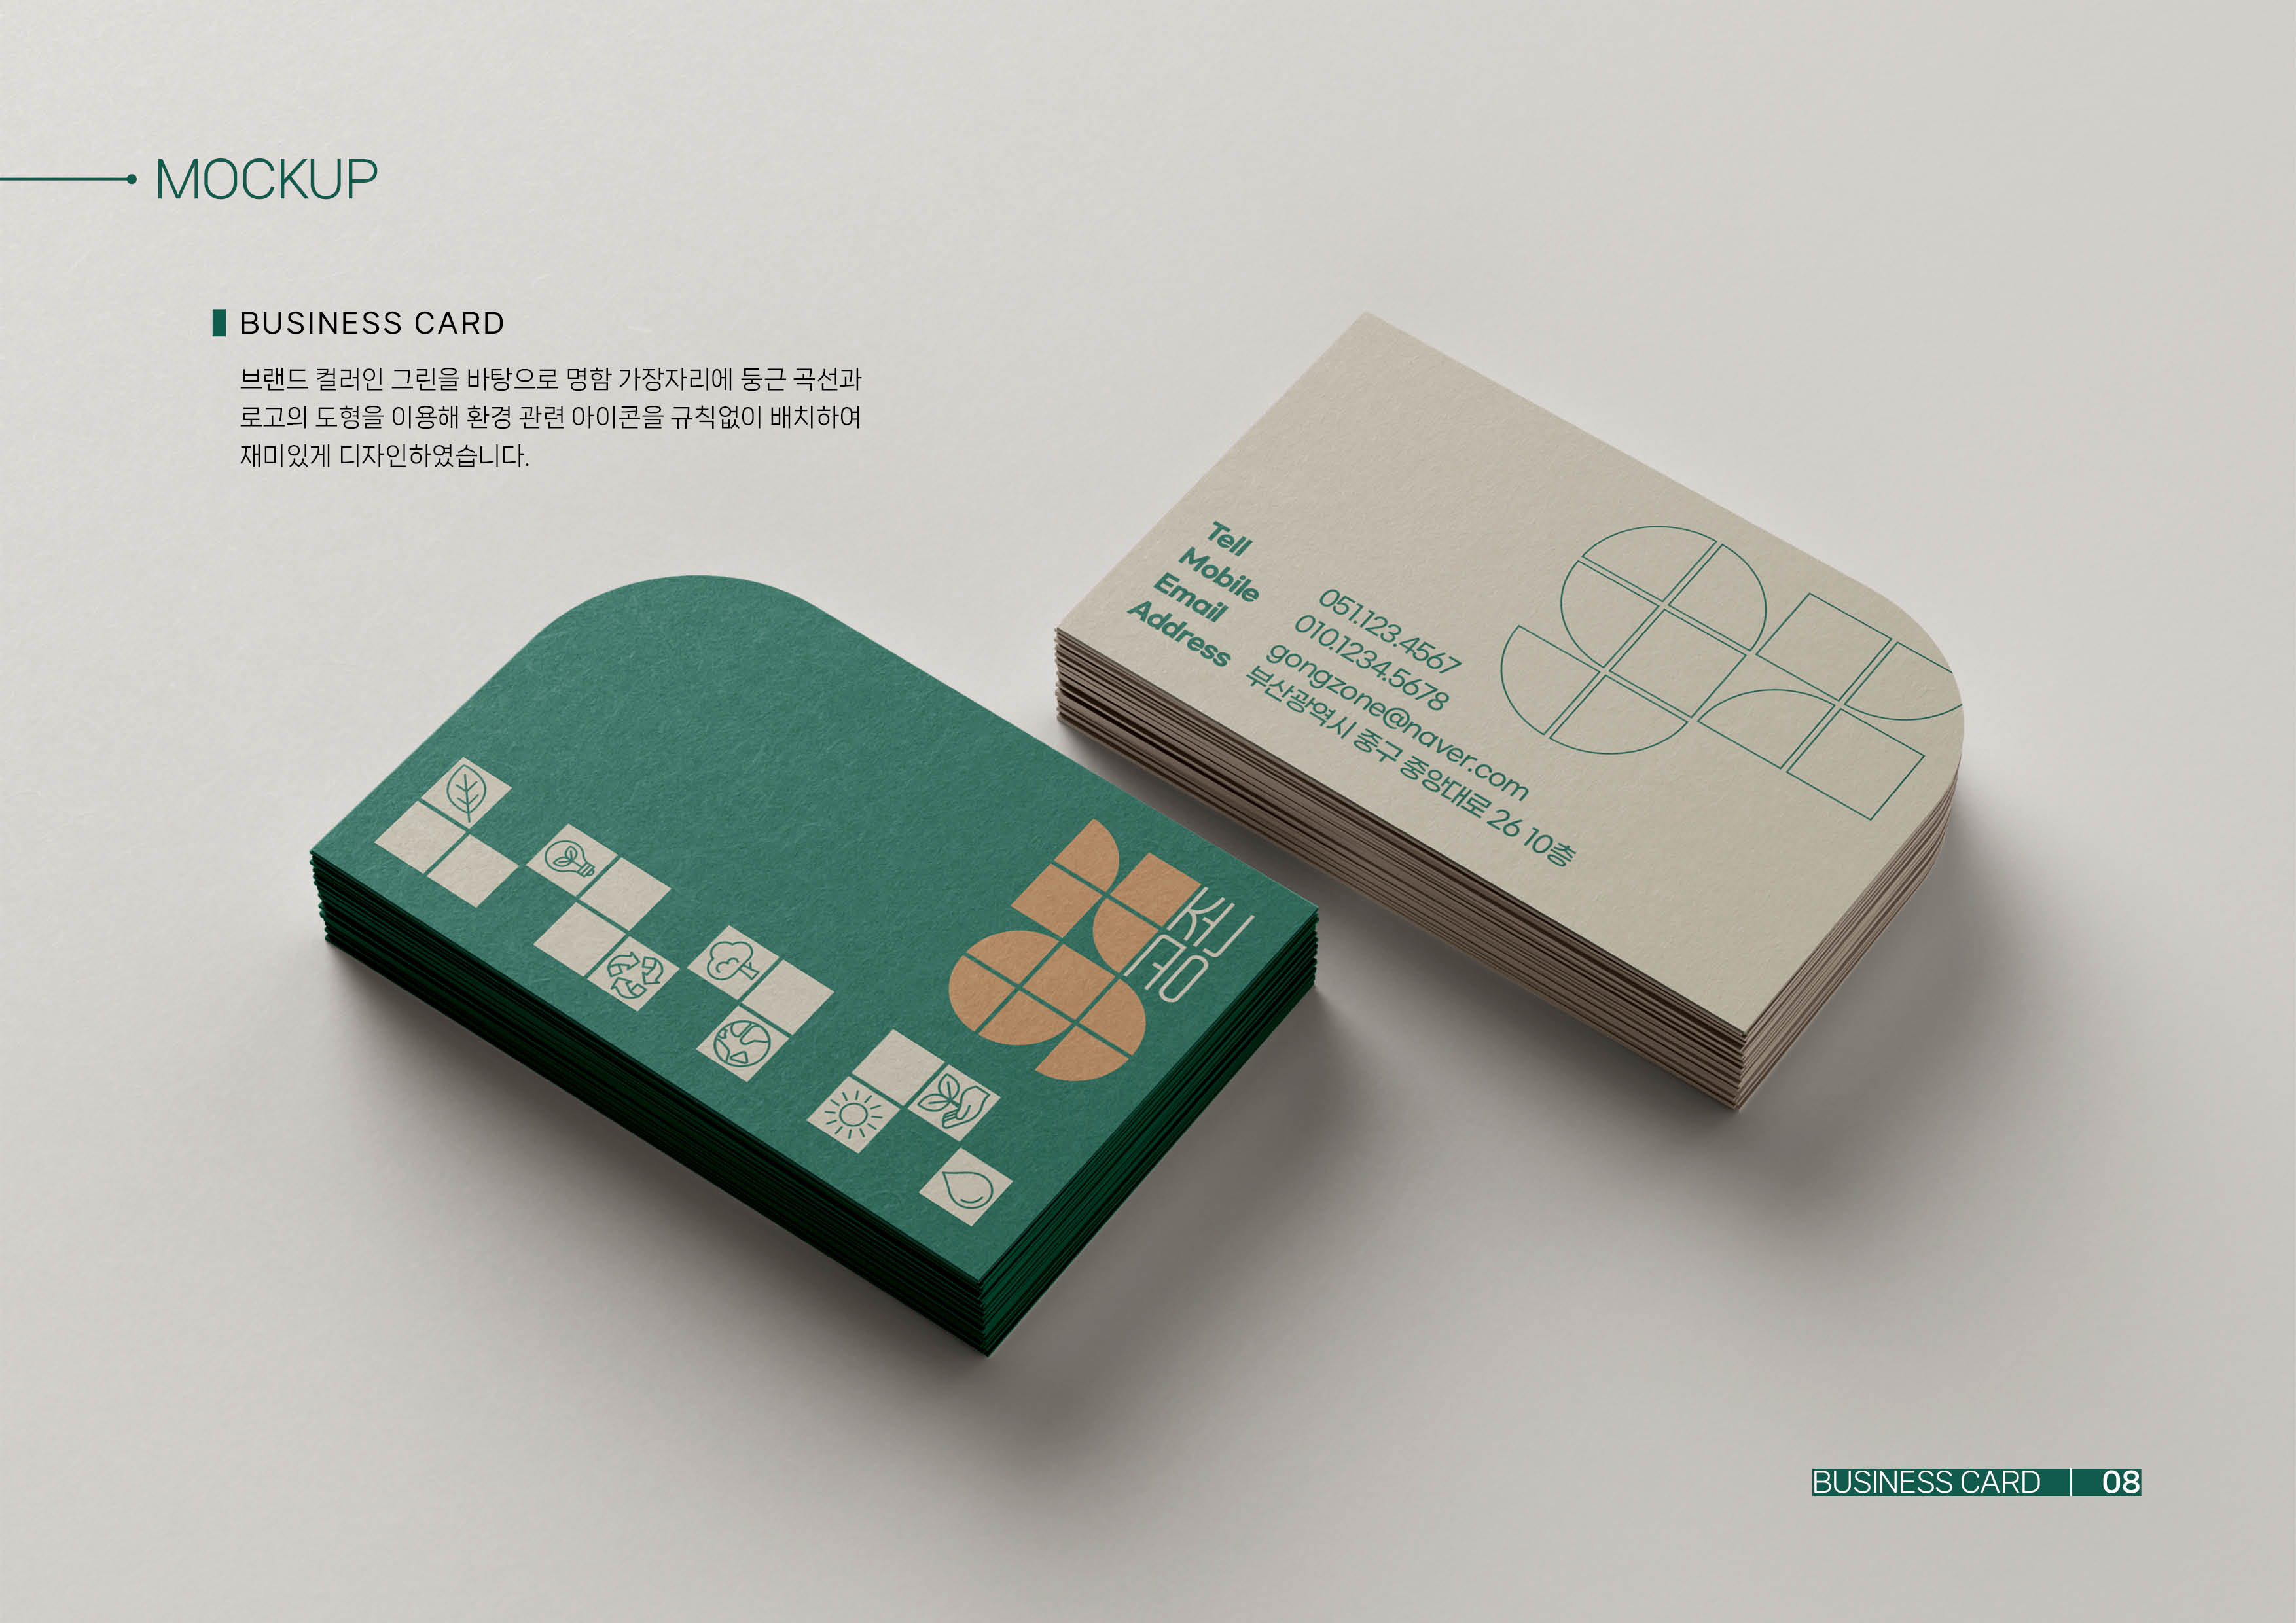 MOCKUP
BUSINESS CARD
브랜드 컬러인 그린을 바탕으로 명함 가장자리에 둥근 곡선과
로고의 도형을 이용해 환경 관련 아이콘을 규칙없이 배치하여
재미있게 디자인하였습니다.
Tell 051.123.4567
Mobile 010.1234.5678
Email gongzone@naver.com
Address 부산광역시 중구 중앙대로 26 10층
BUSINESS CARD | 08